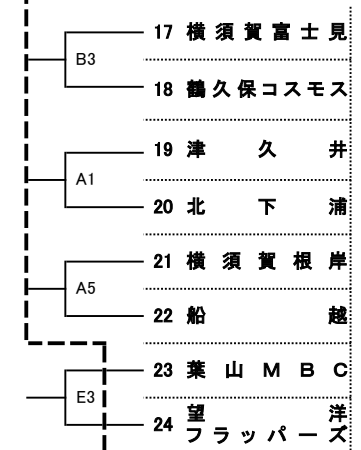 17 横須賀富士見
B3
18 鶴久保コスモス
19 津久井
A1
20 北下浦
21 横須賀根岸
A5
22 船越
23 葉山MBC
E3
24 望洋
フラッパーズ